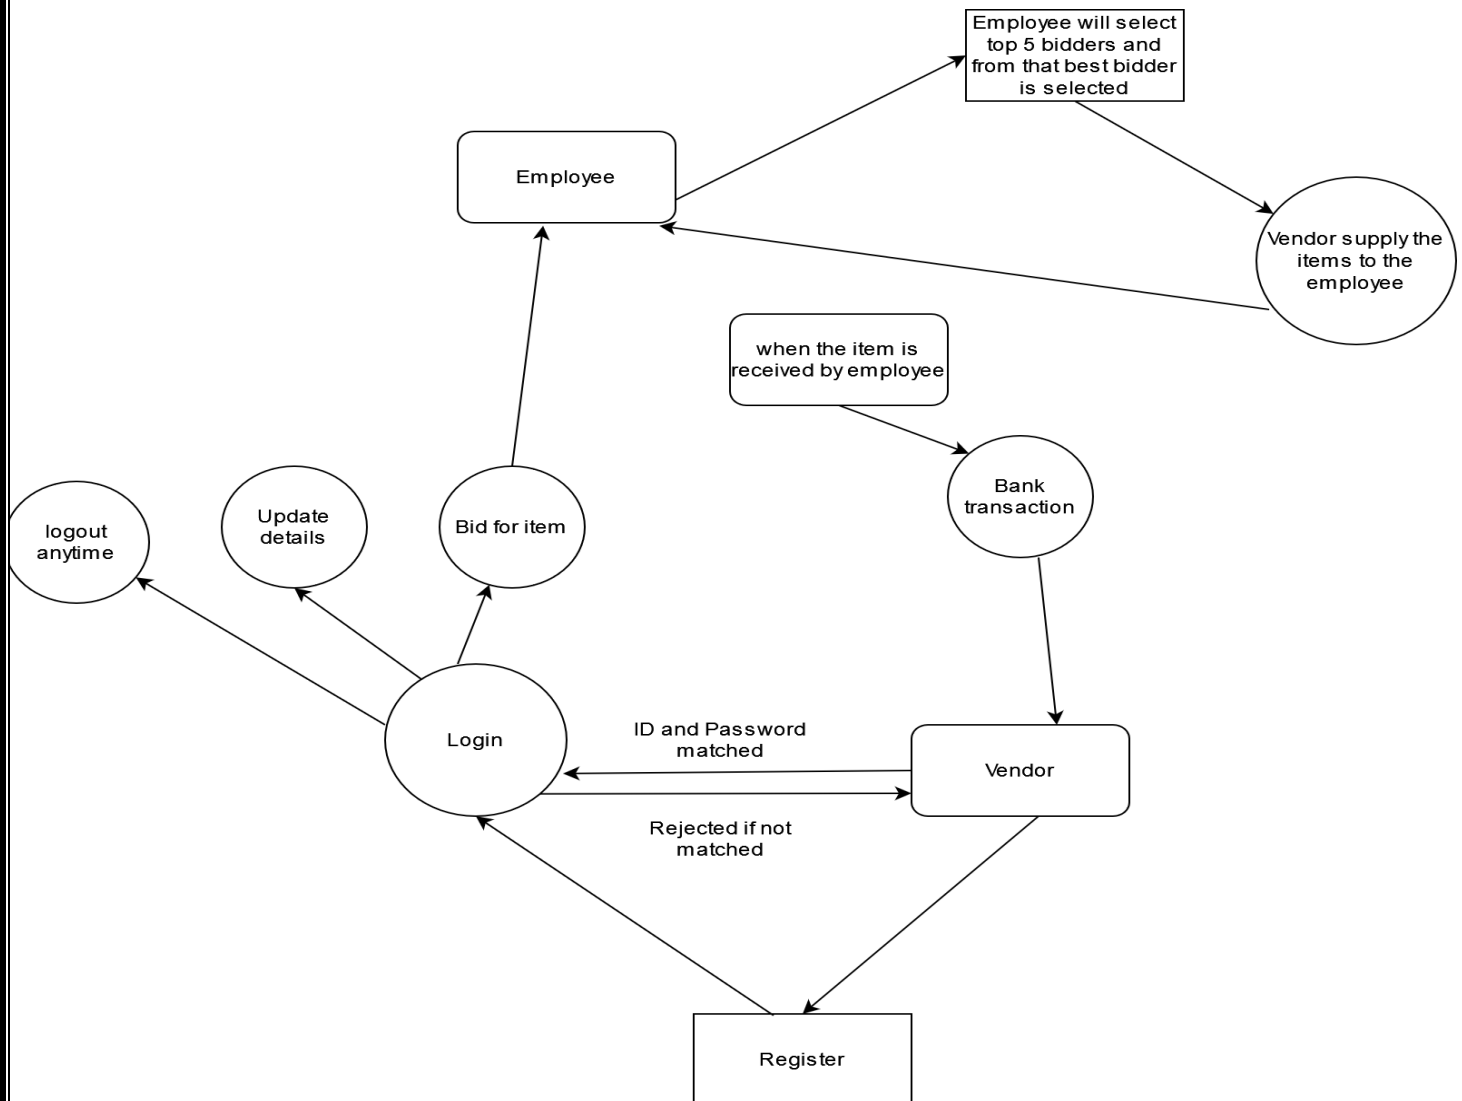 Employee will select
top 5 bidders and
from that best bidder
is selected
Employee
Vendor supply the
items to the
employee
when the item is
received by employee
Bank
transaction
logout
anytime
Update
details
Bid for item
Login
ID and Password
matched
Vendor
Rejected if not
matched
Register